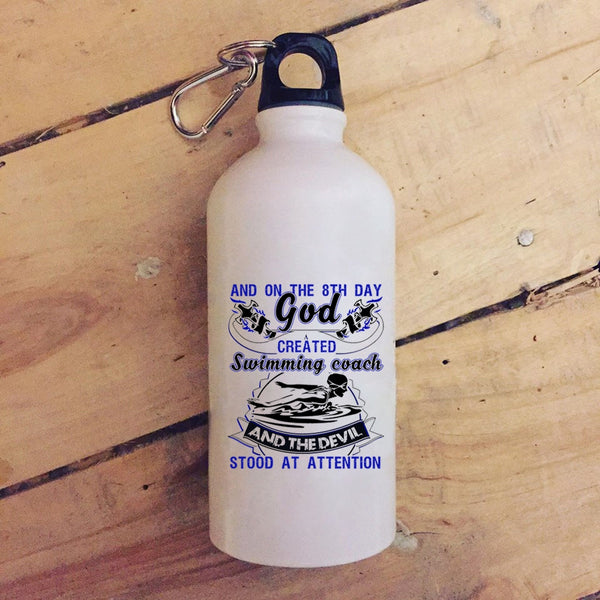 AND ON THE 8TH DAY
God
A
CREATED
Swimming coach
AND THE DEVIL
STOOD AT ATTENTION